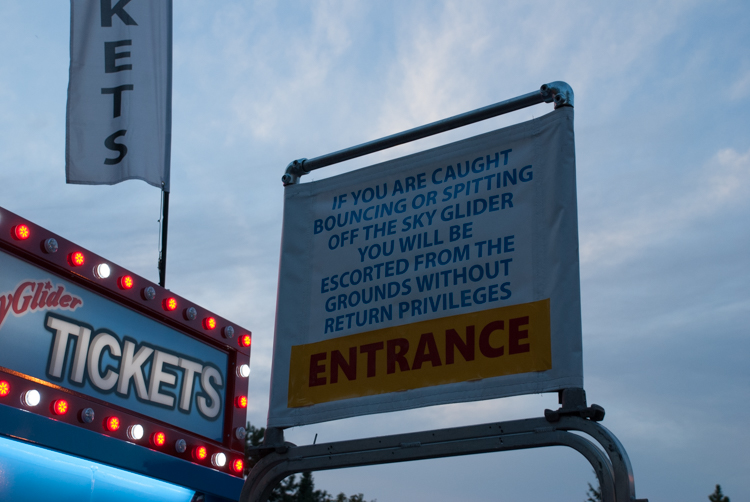 KETS
IF YOU ARE CAUGHT
BOUNCING OR SPITTING
OFF THE SKY GLIDER
YOU WILL BE
ESCORTED FROM THE
GROUNDS WITHOUT
RETURN PRIVILEGES
ENTRANCE
yGlider
TICKETS